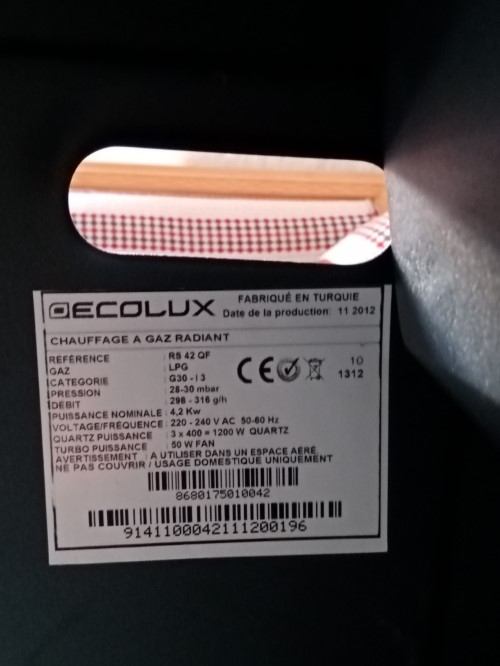 ECOLUX
FABRIQUÉ EN TURQUIE
Date de la production: 11 2012
CHAUFFAGE A GAZ RADIANT
RÉFÉRENCE : RS 42 QF
GAZ : LPG
CATEGORIE : G30 - I 3
PRESSION : 28-30 mbar
DÉBIT : 298 - 316 g/h
PUISSANCE NOMINALE : 4,2 Kw
VOLTAGE/FRÉQUENCE : 220 - 240 V AC 50-60 Hz
QUARTZ PUISSANCE : 3 x 400 = 1200 W QUARTZ
TURBO PUISSANCE : 50 W FAN
AVERTISSEMENT : A UTILISER DANS UN ESPACE AERÉ,
NE PAS COUVRIR / USAGE DOMESTIQUE UNIQUEMENT
CE
10
1312
8680175010042
9141100042111200196